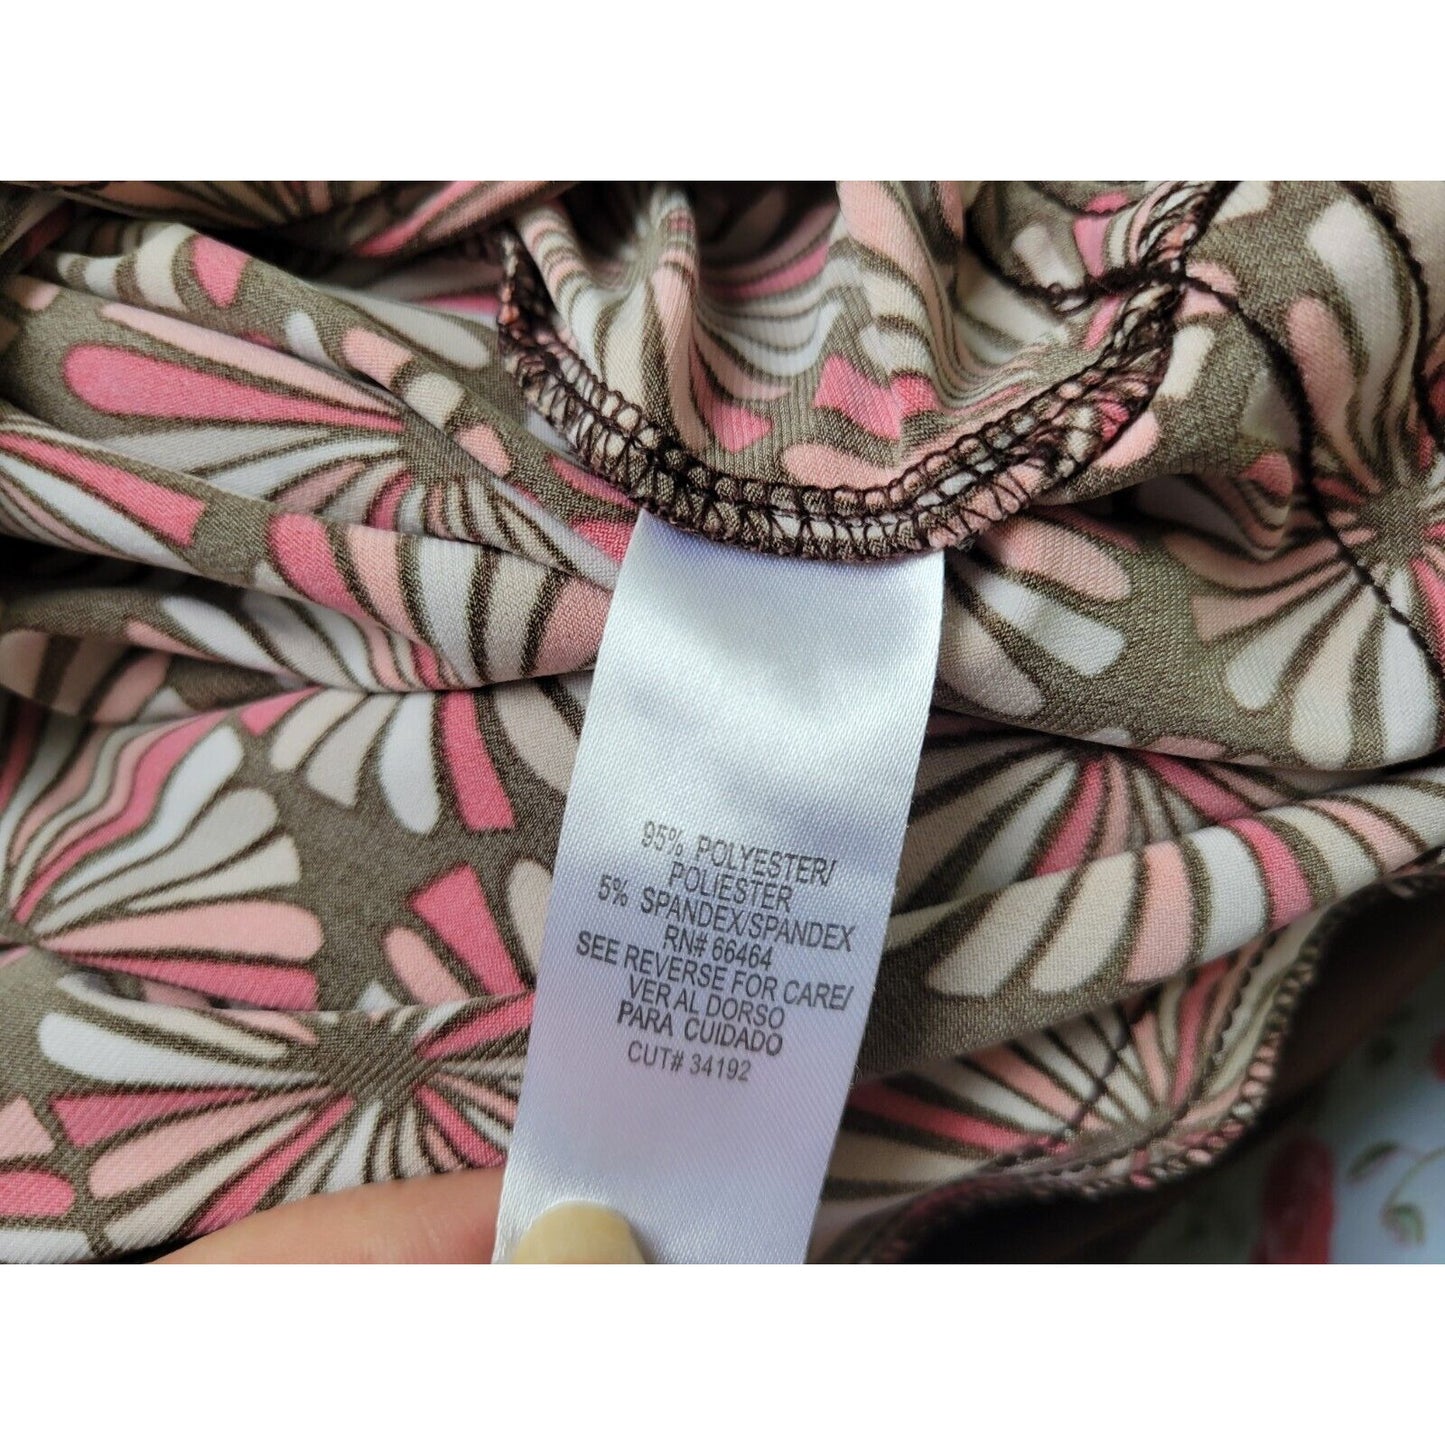 95% POLYESTER/
POLIESTER
5% SPANDEX/SPANDEX
RN# 66464
SEE REVERSE FOR CARE/
VER AL DORSO
PARA CUIDADO
CUT# 34192